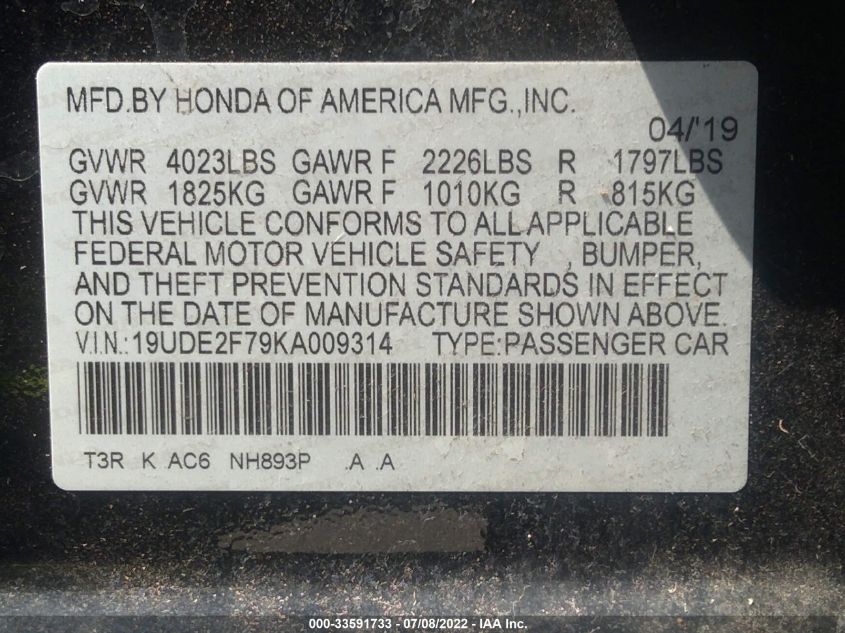 MFD.BY HONDA OF AMERICA MFG.,INC.
04/'19
GVWR 4023LBS GAWR F 2226LBS R 1797LBS
GVWR 1825KG GAWR F 1010KG R 815KG
THIS VEHICLE CONFORMS TO ALL APPLICABLE
FEDERAL MOTOR VEHICLE SAFETY , BUMPER,
AND THEFT PREVENTION STANDARDS IN EFFECT
ON THE DATE OF MANUFACTURE SHOWN ABOVE.
V.I.N.:19UDE2F79KA009314 TYPE:PASSENGER CAR
T3R K AC6 NH893P .A .A
000-33591733 - 07/08/2022 - IAA Inc.